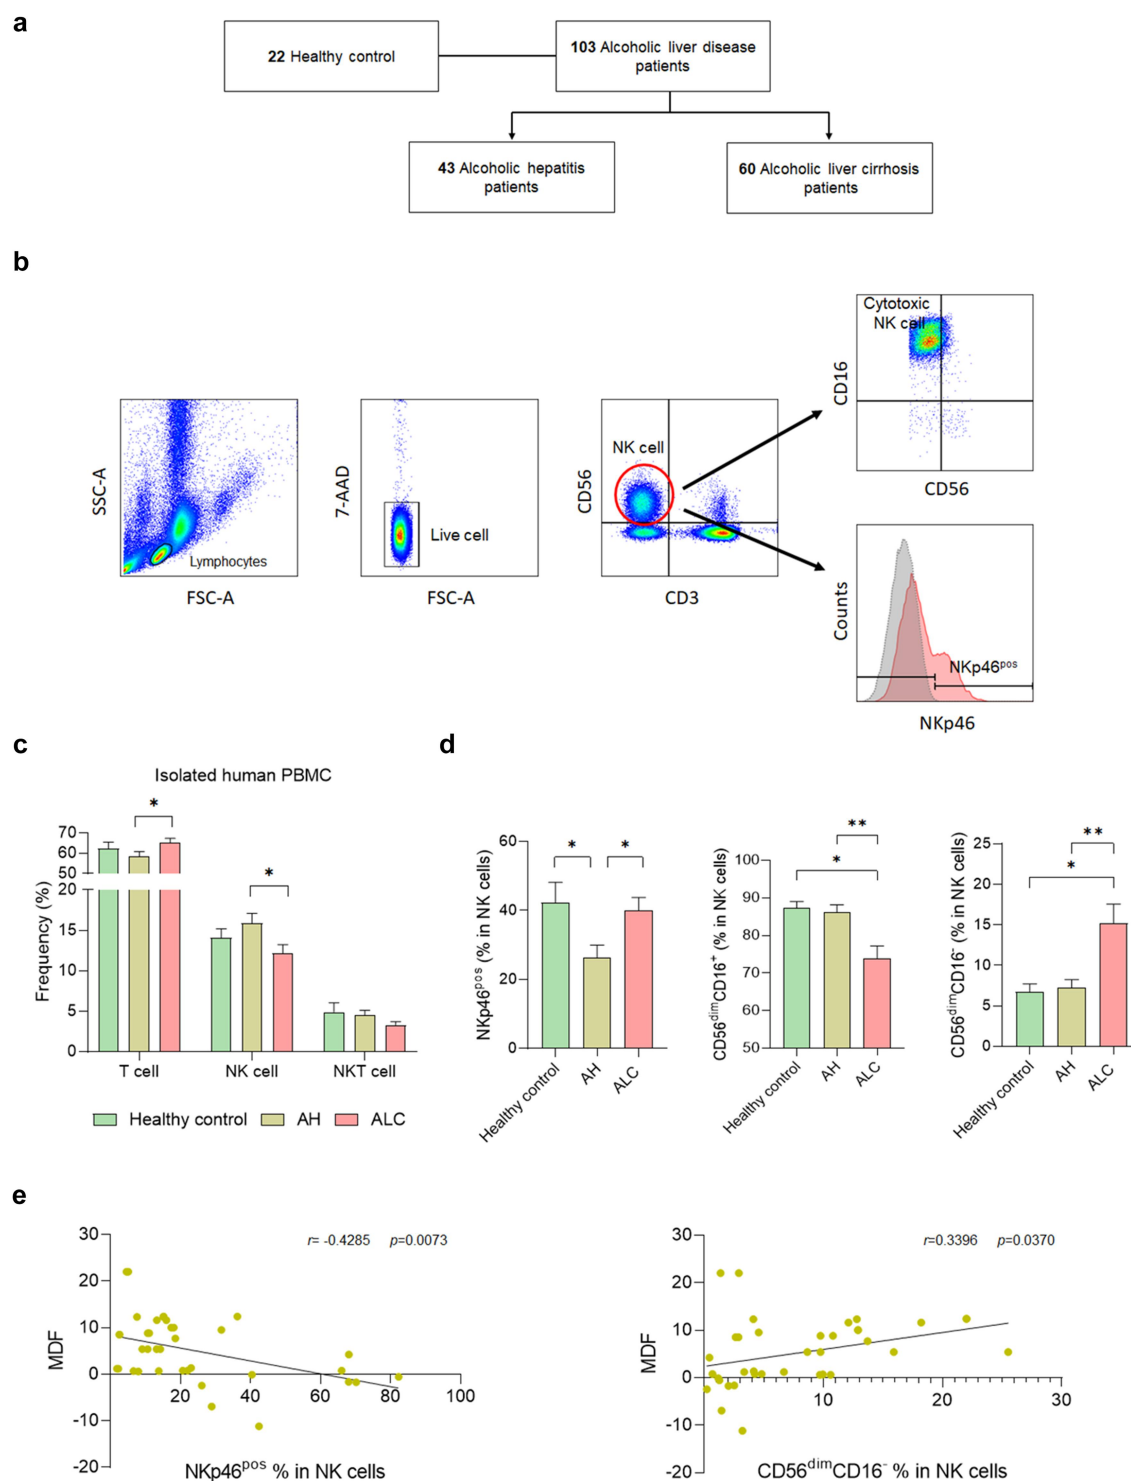 a
22 Healthy control
103 Alcoholic liver disease
patients
43 Alcoholic hepatitis
patients
60 Alcoholic liver cirrhosis
patients
b
SSC-A
Lymphocytes
FSC-A
7-AAD
Live cell
FSC-A
CD56
NK cell
CD3
CD16
Cytotoxic
NK cell
CD56
Counts
NKp46ᵖᵒˢ
NKp46
c
Isolated human PBMC
Frequency (%)
70
60
50
20
15
10
5
0
*
*
T cell
NK cell
NKT cell
Healthy control
AH
ALC
d
NKp46ᵖᵒˢ (% in NK cells)
60
40
20
0
*
*
Healthy control
AH
ALC
CD56ᵈⁱᵐCD16⁺ (% in NK cells)
100
90
80
70
60
50
**
*
Healthy control
AH
ALC
CD56ᵈⁱᵐCD16⁻ (% in NK cells)
25
20
15
10
5
0
**
*
Healthy control
AH
ALC
e
r= -0.4285 p=0.0073
MDF
30
20
10
0
-10
-20
20
40
60
80
100
NKp46ᵖᵒˢ % in NK cells
r=0.3396 p=0.0370
MDF
30
20
10
0
-10
-20
10
20
30
CD56ᵈⁱᵐCD16⁻ % in NK cells